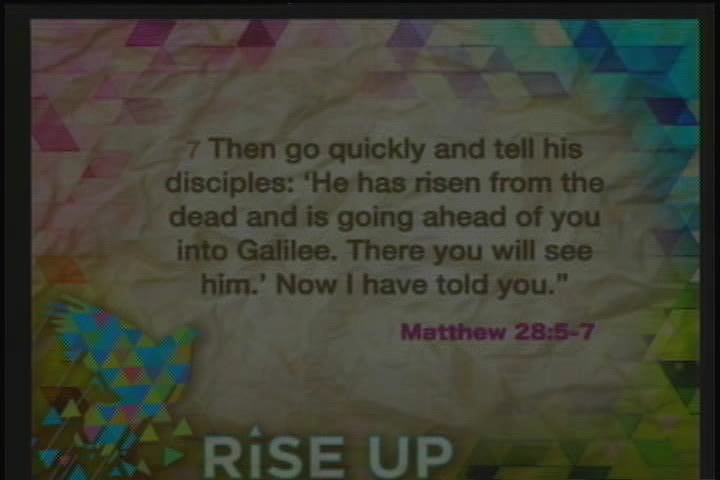 7 Then go quickly and tell his
disciples: ‘He has risen from the
dead and is going ahead of you
into Galilee. There you will see
him.’ Now I have told you.”
Matthew 28:5-7
RiSE UP